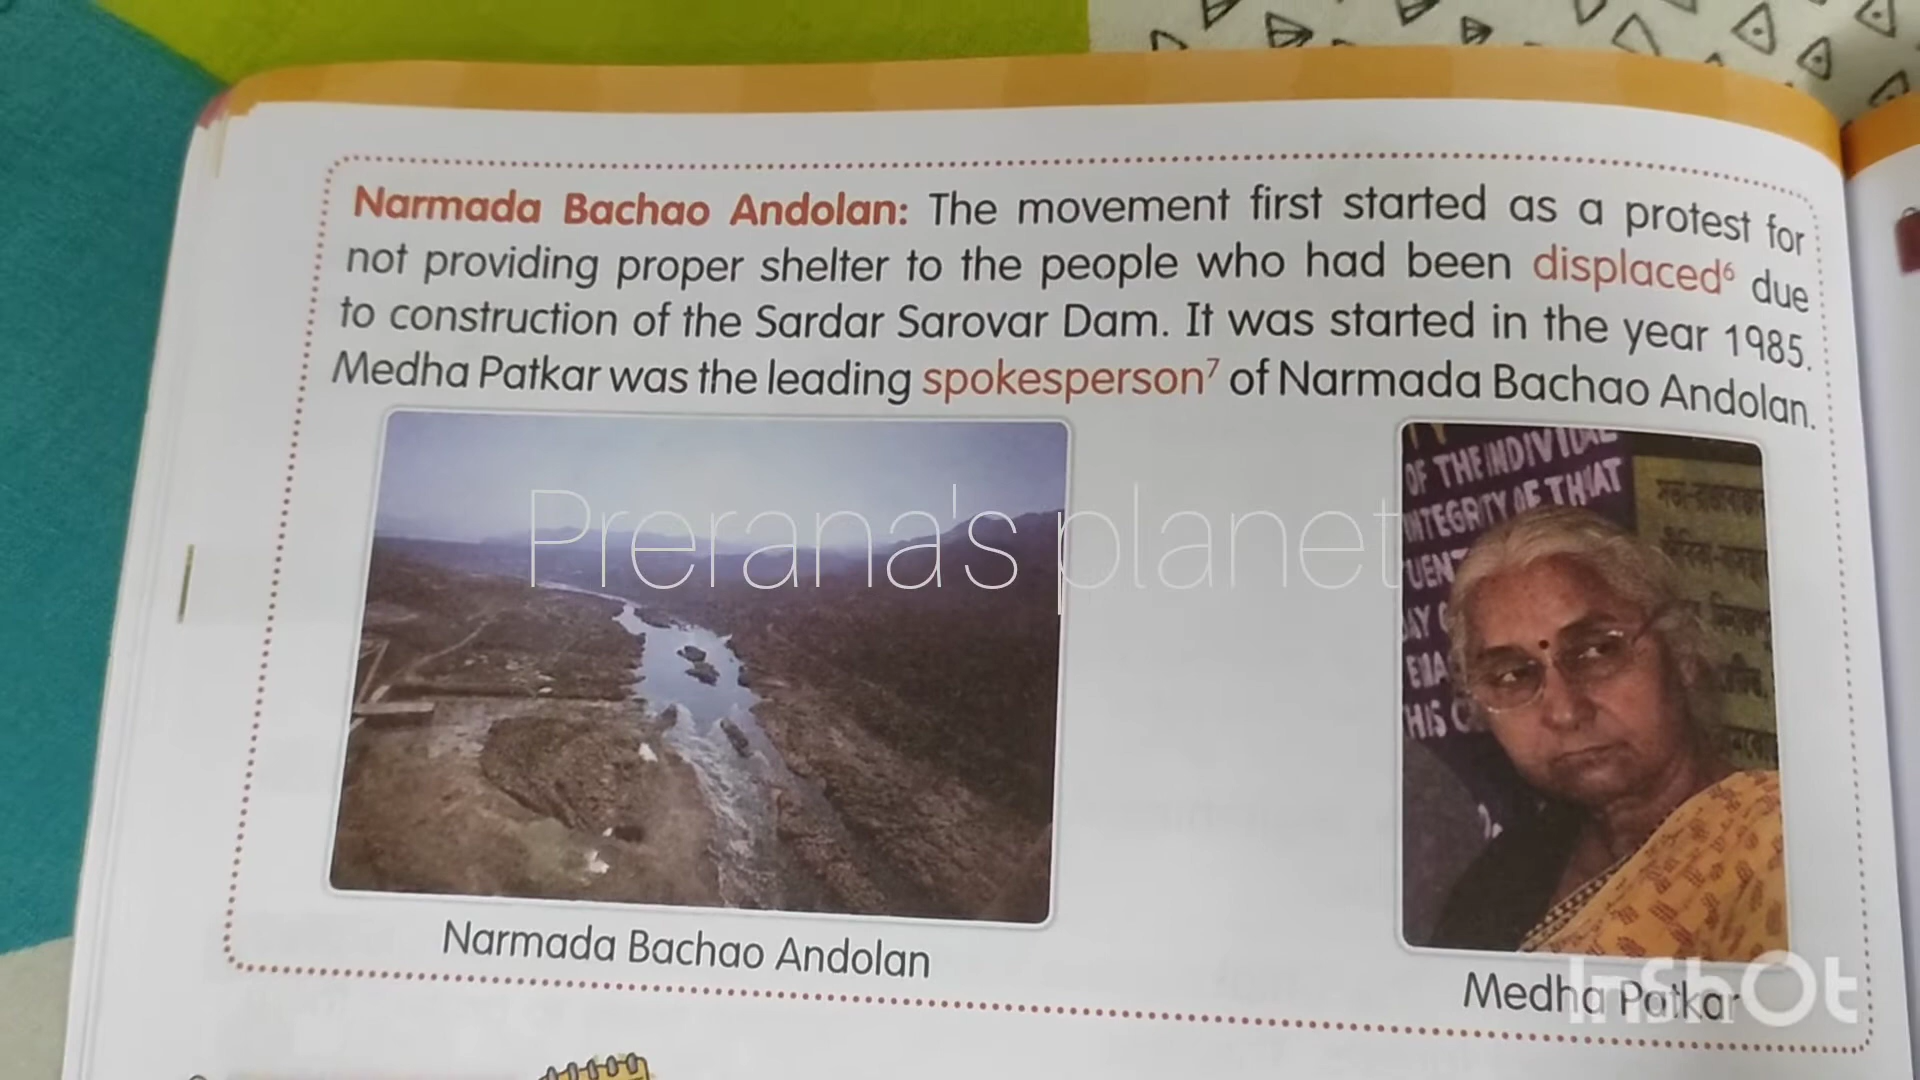 Narmada Bachao Andolan: The movement first started as a protest for
not providing proper shelter to the people who had been displaced⁶ due
to construction of the Sardar Sarovar Dam. It was started in the year 1985.
Medha Patkar was the leading spokesperson⁷ of Narmada Bachao Andolan.
OF THE INDIVIDUAL
INTEGRITY OF THAT
Prerana's planet
HIS
Narmada Bachao Andolan
Medha Patkar
InShOt